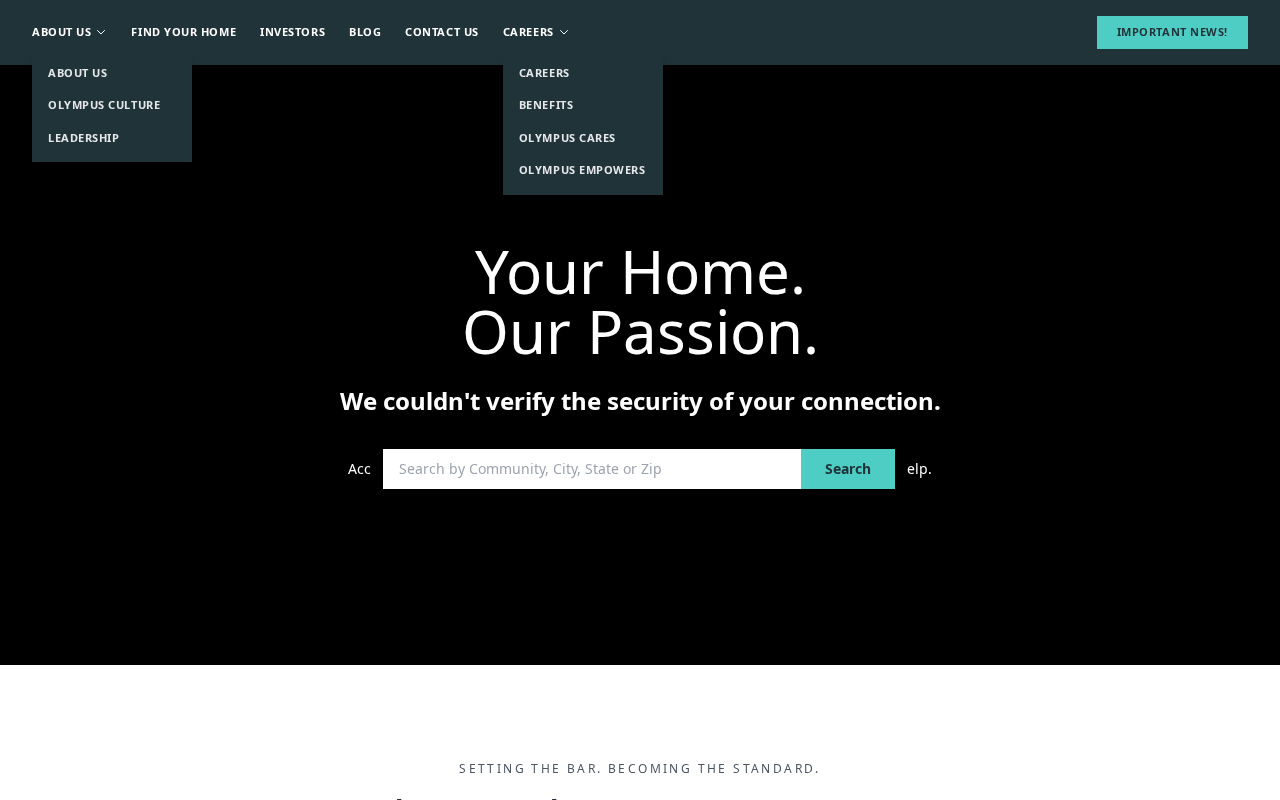 ABOUT US
FIND YOUR HOME
INVESTORS
BLOG
CONTACT US
CAREERS
IMPORTANT NEWS!
ABOUT US
OLYMPUS CULTURE
LEADERSHIP
CAREERS
BENEFITS
OLYMPUS CARES
OLYMPUS EMPOWERS
Your Home.
Our Passion.
We couldn't verify the security of your connection.
Acc
Search by Community, City, State or Zip
Search
elp.
SETTING THE BAR. BECOMING THE STANDARD.